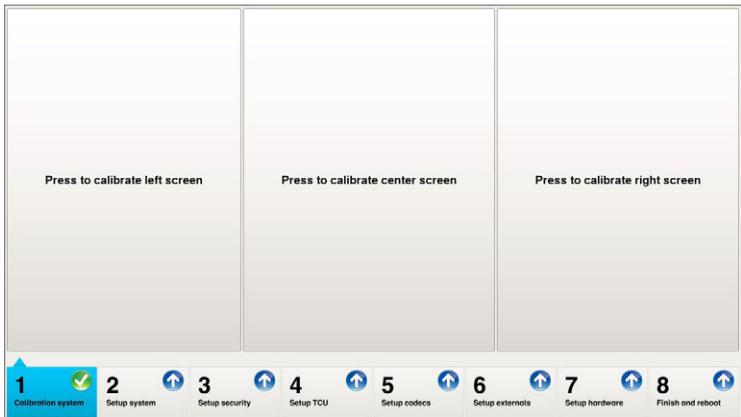 Press to calibrate left screen
Press to calibrate center screen
Press to calibrate right screen
1
Calibration system
2
Setup system
3
Setup security
4
Setup TCU
5
Setup codecs
6
Setup externals
7
Setup hardware
8
Finish and reboot